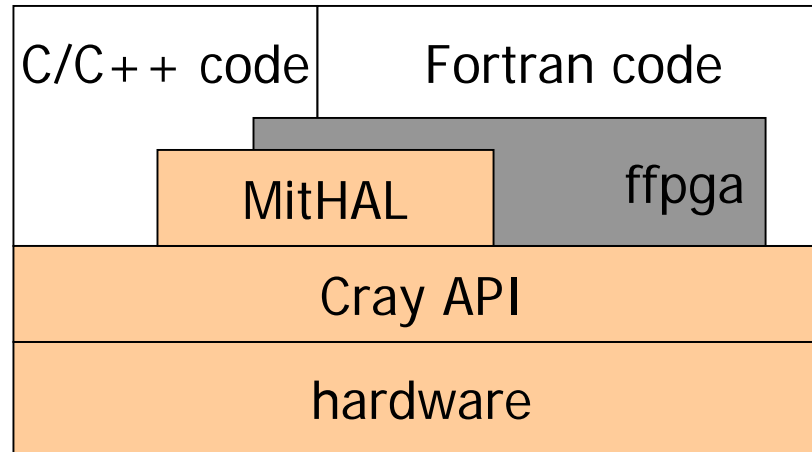 C/C++ code
Fortran code
ffpga
MitHAL
Cray API
hardware